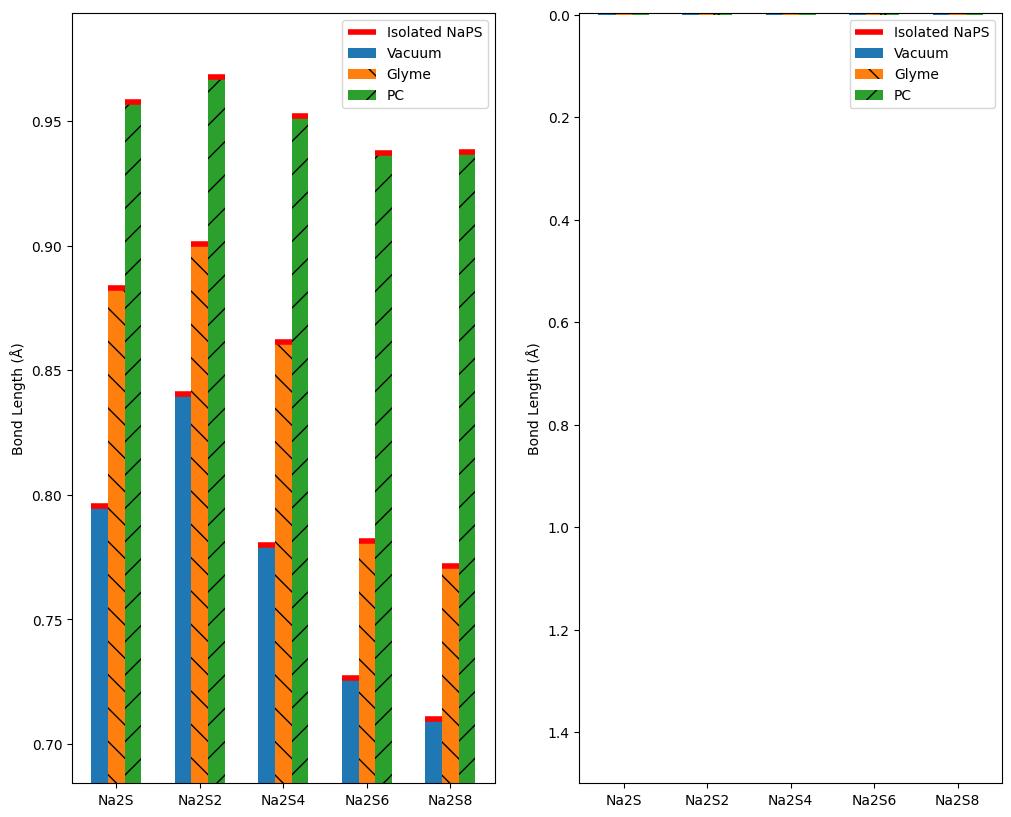 Isolated NaPS
Vacuum
Glyme
PC
0.95
0.90
0.85
0.80
0.75
0.70
Bond Length (Å)
Na2S Na2S2 Na2S4 Na2S6 Na2S8
Isolated NaPS
Vacuum
Glyme
PC
0.0
0.2
0.4
0.6
0.8
1.0
1.2
1.4
Bond Length (Å)
Na2S Na2S2 Na2S4 Na2S6 Na2S8